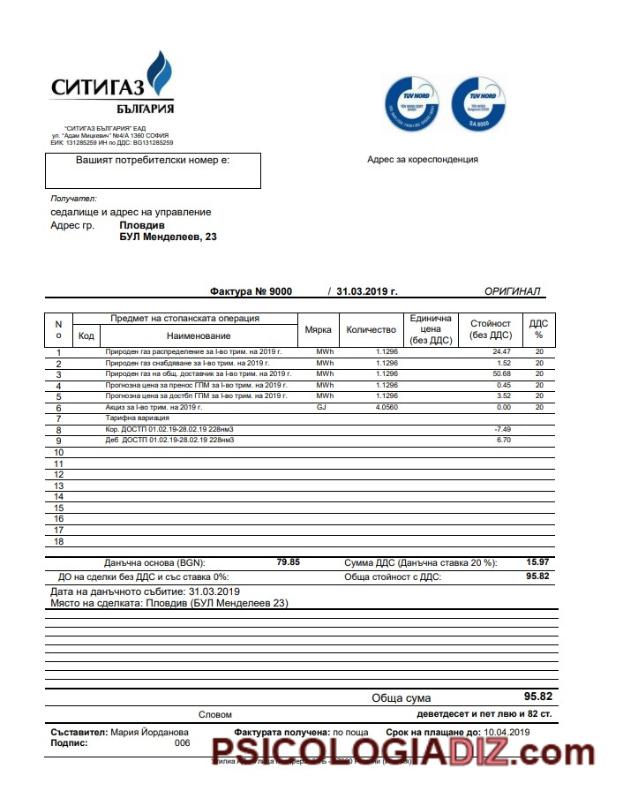 СИТИГАЗ
БЪЛГАРИЯ
"СИТИГАЗ БЪЛГАРИЯ" ЕАД
ул. "Адам Мицкевич" №4/А 1360 СОФИЯ
ЕИК: 131285259 ИН по ДДС: BG131285259
TUV NORD TUV NORD
SA 8000
Вашият потребителски номер е:
Адрес за кореспонденция
Получател:
седалище и адрес на управление
Адрес гр. Пловдив
БУЛ Менделеев, 23
Фактура № 9000 / 31.03.2019 г. ОРИГИНАЛ
No Предмет на стопанската операция Мярка Количество Единична цена (без ДДС) Стойност (без ДДС) ДДС %
Код Наименование
1 Природен газ разпределение за I-во трим. на 2019 г. MWh 1.1296 24.47 20
2 Природен газ снабдяване за I-во трим. на 2019 г. MWh 1.1296 1.52 20
3 Природен газ на общ. доставчик за I-во трим. на 2019 г. MWh 1.1296 50.68 20
4 Прогнозна цена за пренос ГПМ за I-во трим. на 2019 г. MWh 1.1296 0.45 20
5 Прогнозна цена за достбп ГПМ за I-во трим. на 2019 г. MWh 1.1296 3.52 20
6 Акциз за I-во трим. на 2019 г. GJ 4.0560 0.00 20
7 Тарифна вариация
8 Кор. ДОСТП 01.02.19-28.02.19 228нм3 -7.49
9 Деб ДОСТП 01.02.19-28.02.19 228нм3 6.70
10
11
12
13
14
15
16
17
18
Данъчна основа (BGN): 79.85 Сумма ДДС (Данъчна ставка 20 %): 15.97
ДО на сделки без ДДС и със ставка 0%: Обща стойност с ДДС: 95.82
Дата на данъчното събитие: 31.03.2019
Място на сделката: Пловдив (БУЛ Менделеев 23)
Обща сума 95.82
Словом деветдесет и пет лвю и 82 ст.
Съставител: Мария Йорданова Фактурата получена: по поща Срок на плащане до: 10.04.2019
Подпис: 006
PSICOLOGIADIZ.com